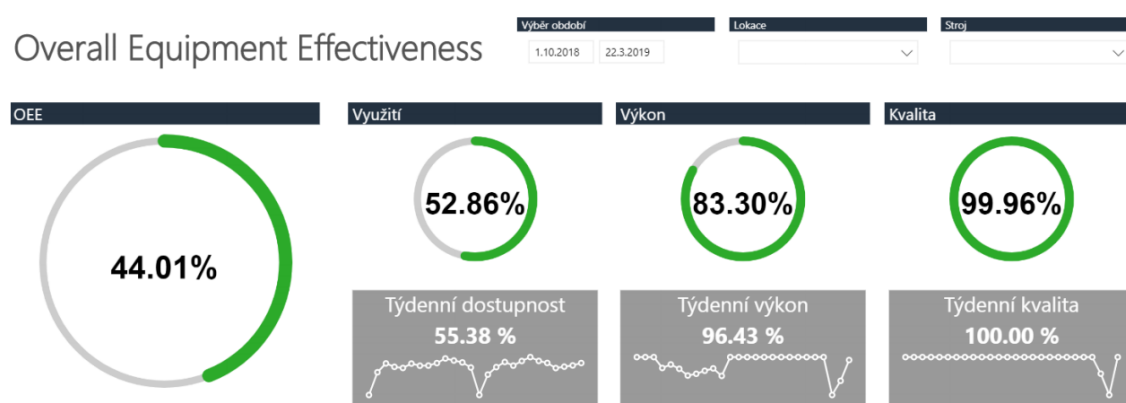 Overall Equipment Effectiveness
Výběr období
1.10.2018 22.3.2019
Lokace
Stroj
OEE
44.01%
Využití
52.86%
Výkon
83.30%
Kvalita
99.96%
Týdenní dostupnost
55.38 %
Týdenní výkon
96.43 %
Týdenní kvalita
100.00 %